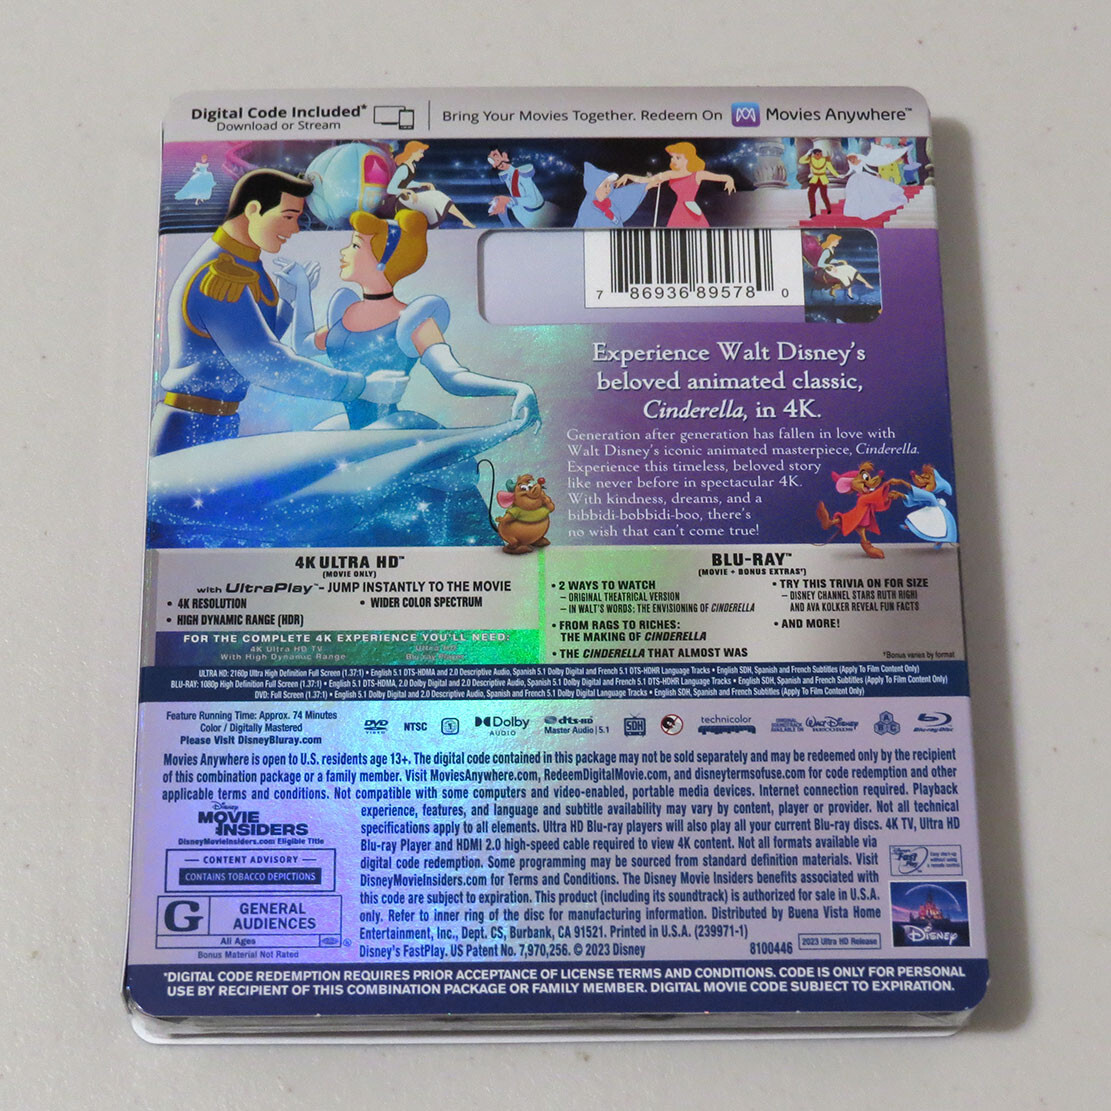 Digital Code Included*
Download or Stream
Bring Your Movies Together. Redeem On Movies Anywhere™
7 86936 89578 0
Experience Walt Disney's
beloved animated classic,
Cinderella, in 4K.
Generation after generation has fallen in love with
Walt Disney's iconic animated masterpiece, Cinderella.
Experience this timeless, beloved story
like never before in spectacular 4K.
With kindness, dreams, and a
bibbidi-bobbidi-boo, there's
no wish that can't come true!
4K ULTRA HD™
(MOVIE ONLY)
with UltraPlay™ - JUMP INSTANTLY TO THE MOVIE
• 4K RESOLUTION
• WIDER COLOR SPECTRUM
• HIGH DYNAMIC RANGE (HDR)
FOR THE COMPLETE 4K EXPERIENCE YOU'LL NEED:
4K Ultra HD TV
With High Dynamic Range
Ultra HD
Blu-ray Player
BLU-RAY™
(MOVIE + BONUS EXTRAS*)
• 2 WAYS TO WATCH
– ORIGINAL THEATRICAL VERSION
– IN WALT'S WORDS: THE ENVISIONING OF CINDERELLA
• FROM RAGS TO RICHES:
THE MAKING OF CINDERELLA
• THE CINDERELLA THAT ALMOST WAS
• TRY THIS TRIVIA ON FOR SIZE
– DISNEY CHANNEL STARS RUTH RIGHI
AND AVA KOLKER REVEAL FUN FACTS
• AND MORE!
*Bonus varies by format
ULTRA HD: 2160p Ultra High Definition Full Screen (1.37:1) • English 5.1 DTS-HDMA and 2.0 Descriptive Audio, Spanish 5.1 Dolby Digital and French 5.1 DTS-HDHR Language Tracks • English SDH, Spanish and French Subtitles (Apply To Film Content Only)
BLU-RAY: 1080p High Definition Full Screen (1.37:1) • English 5.1 DTS-HDMA, 2.0 Dolby Digital and 2.0 Descriptive Audio, Spanish 5.1 Dolby Digital and French 5.1 DTS-HDHR Language Tracks • English SDH, Spanish and French Subtitles (Apply To Film Content Only)
DVD: Full Screen (1.37:1) • English 5.1 Dolby Digital and 2.0 Descriptive Audio, Spanish and French 5.1 Dolby Digital Language Tracks • English SDH, Spanish and French Subtitles (Apply To Film Content Only)
Feature Running Time: Approx. 74 Minutes
Color / Digitally Mastered
Please Visit DisneyBluray.com
DVD VIDEO
NTSC
1
Dolby AUDIO
dts-HD Master Audio | 5.1
SDH
technicolor
ORIGINAL SOUNDTRACK AVAILABLE ON WALT DISNEY RECORDS
A B C
Blu-ray Disc
Movies Anywhere is open to U.S. residents age 13+. The digital code contained in this package may not be sold separately and may be redeemed only by the recipient
of this combination package or a family member. Visit MoviesAnywhere.com, RedeemDigitalMovie.com, and disneytermsofuse.com for code redemption and other
applicable terms and conditions. Not compatible with some computers and video-enabled, portable media devices. Internet connection required. Playback
experience, features, and language and subtitle availability may vary by content, player or provider. Not all technical
specifications apply to all elements. Ultra HD Blu-ray players will also play all your current Blu-ray discs. 4K TV, Ultra HD
Blu-ray Player and HDMI 2.0 high-speed cable required to view 4K content. Not all formats available via
digital code redemption. Some programming may be sourced from standard definition materials. Visit
DisneyMovieInsiders.com for Terms and Conditions. The Disney Movie Insiders benefits associated with
this code are subject to expiration. This product (including its soundtrack) is authorized for sale in U.S.A.
only. Refer to inner ring of the disc for manufacturing information. Distributed by Buena Vista Home
Entertainment, Inc., Dept. CS, Burbank, CA 91521. Printed in U.S.A. (239971-1)
Disney's FastPlay. US Patent No. 7,970,256. © 2023 Disney
8100446
2023 Ultra HD Release
Disney
MOVIE
INSIDERS
DisneyMovieInsiders.com Eligible Title
CONTENT ADVISORY
CONTAINS TOBACCO DEPICTIONS
G
GENERAL
AUDIENCES
All Ages
®
Bonus Material Not Rated
Disney's Fast Play
Easy start-up
without using
a remote control.
Disney
*DIGITAL CODE REDEMPTION REQUIRES PRIOR ACCEPTANCE OF LICENSE TERMS AND CONDITIONS. CODE IS ONLY FOR PERSONAL
USE BY RECIPIENT OF THIS COMBINATION PACKAGE OR FAMILY MEMBER. DIGITAL MOVIE CODE SUBJECT TO EXPIRATION.